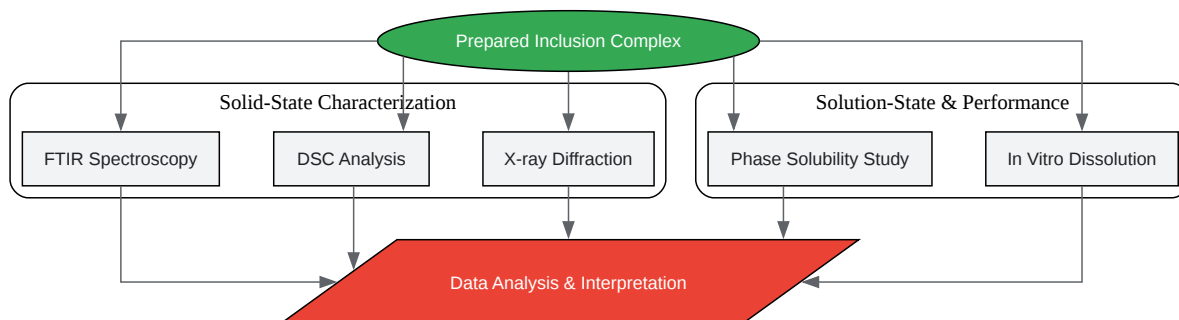 Prepared Inclusion Complex
Solid-State Characterization
Solution-State & Performance
FTIR Spectroscopy
DSC Analysis
X-ray Diffraction
Phase Solubility Study
In Vitro Dissolution
Data Analysis & Interpretation